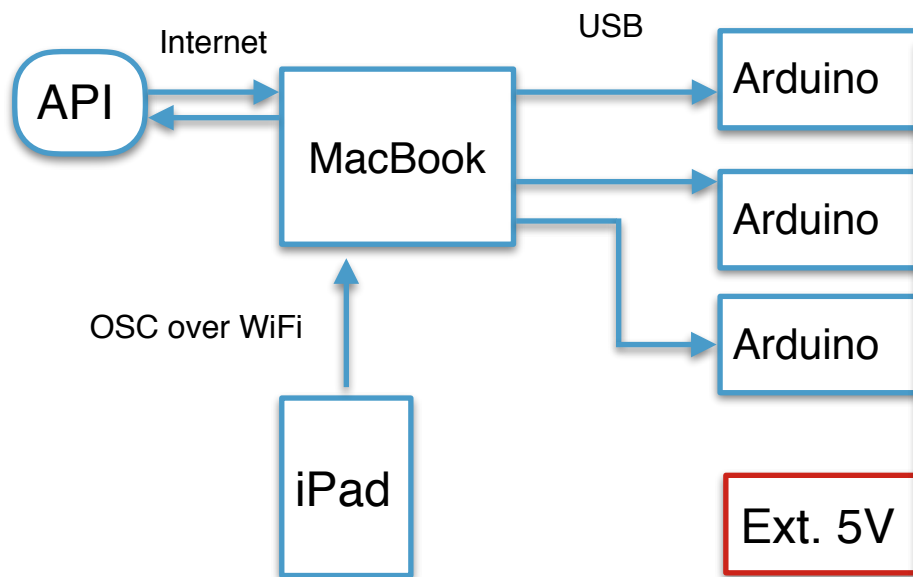 Internet
USB
API
MacBook
Arduino
Arduino
OSC over WiFi
Arduino
iPad
Ext. 5V